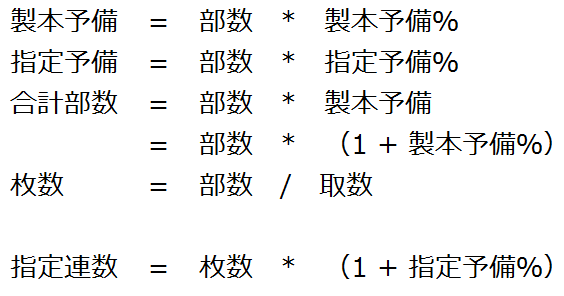 製本予備 = 部数 * 製本予備%
指定予備 = 部数 * 指定予備%
合計部数 = 部数 * 製本予備
= 部数 * （1 + 製本予備%）
枚数 = 部数 / 取数
指定連数 = 枚数 * （1 + 指定予備%）